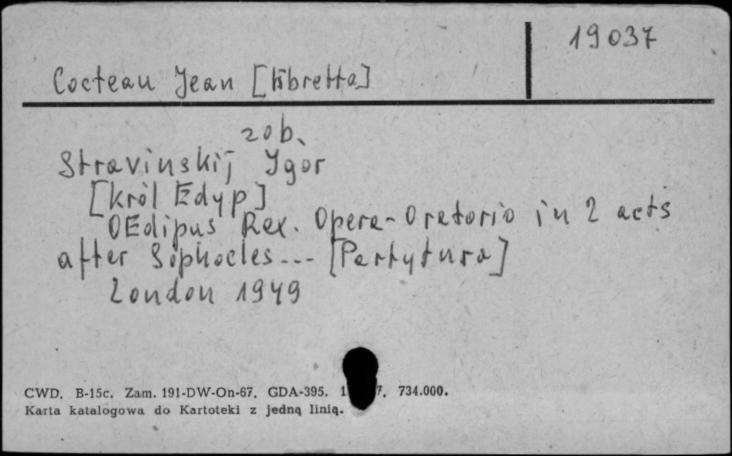 19037
Cocteau Jean [libretto]
zob.
Stravinskij Igor
[Król Edyp]
OEdipus Rex. Opera-Oratorio in 2 acts
after Sophocles... [Partytura]
London 1949
CWD. B-15c. Zam. 191-DW-On-67. GDA-395. 734.000.
Karta katalogowa do Kartoteki z jedną linią.